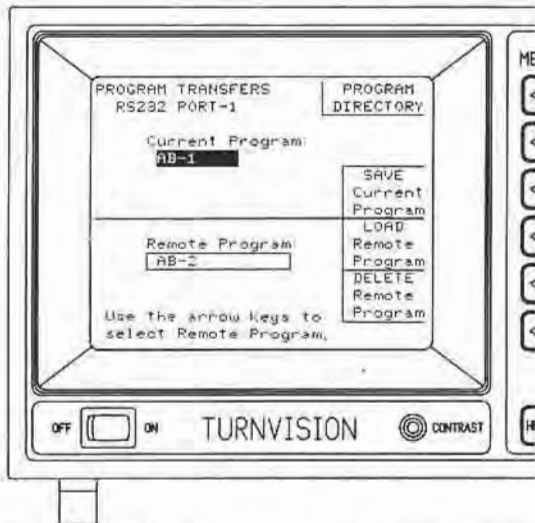 PROGRAM TRANSFERS
RS232 PORT-1
PROGRAM
DIRECTORY
Current Program:
AB-1
SAVE
Current
Program
LOAD
Remote
Program
Remote Program
AB-2
DELETE
Remote
Program
Use the arrow keys to
select Remote Program.
OFF
ON
TURNVISION
CONTRAST